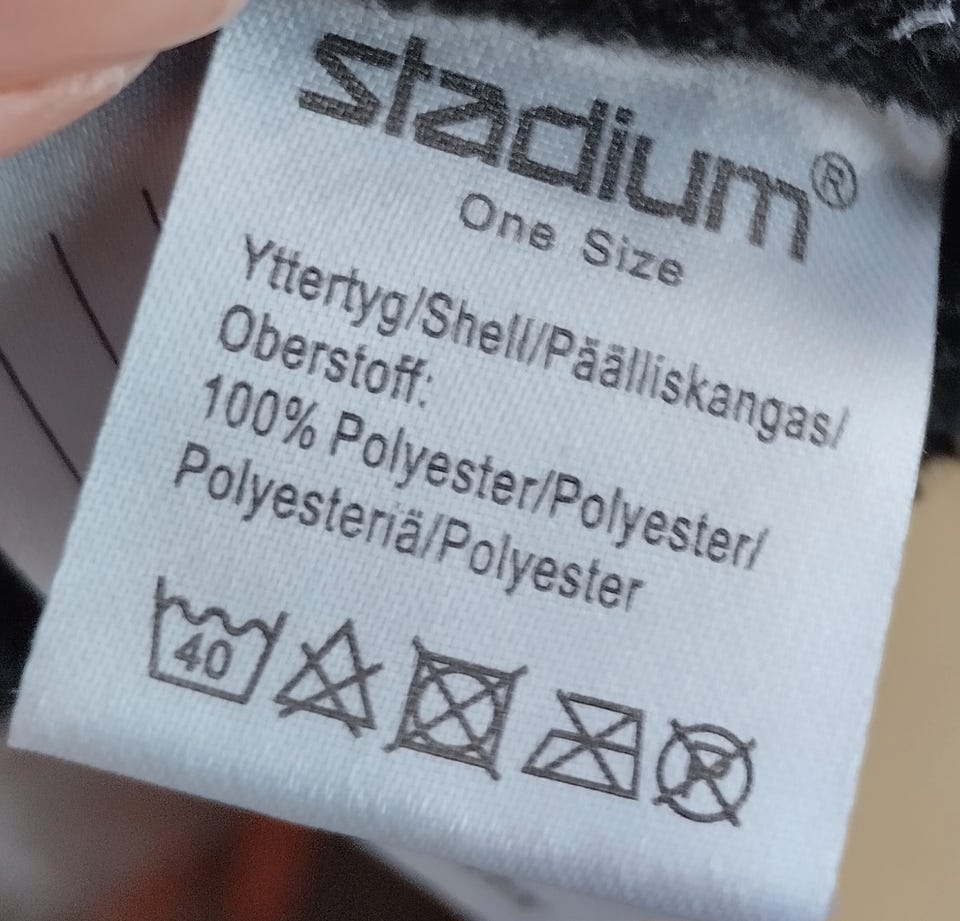 stadium®
One Size
Yttertyg/Shell/Päälliskangas/
Oberstoff:
100% Polyester/Polyester/
Polyesteriä/Polyester
40 P